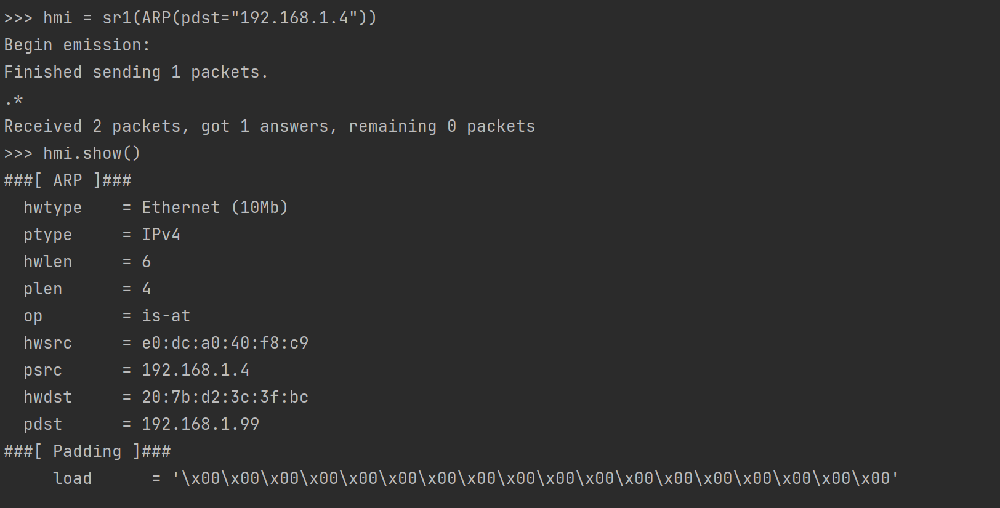 >>> hmi = sr1(ARP(pdst="192.168.1.4"))
Begin emission:
Finished sending 1 packets.
.*
Received 2 packets, got 1 answers, remaining 0 packets
>>> hmi.show()
###[ ARP ]###
  hwtype    = Ethernet (10Mb)
  ptype     = IPv4
  hwlen     = 6
  plen      = 4
  op        = is-at
  hwsrc     = e0:dc:a0:40:f8:c9
  psrc      = 192.168.1.4
  hwdst     = 20:7b:d2:3c:3f:bc
  pdst      = 192.168.1.99
###[ Padding ]###
     load      = '\x00\x00\x00\x00\x00\x00\x00\x00\x00\x00\x00\x00\x00\x00\x00\x00\x00\x00'